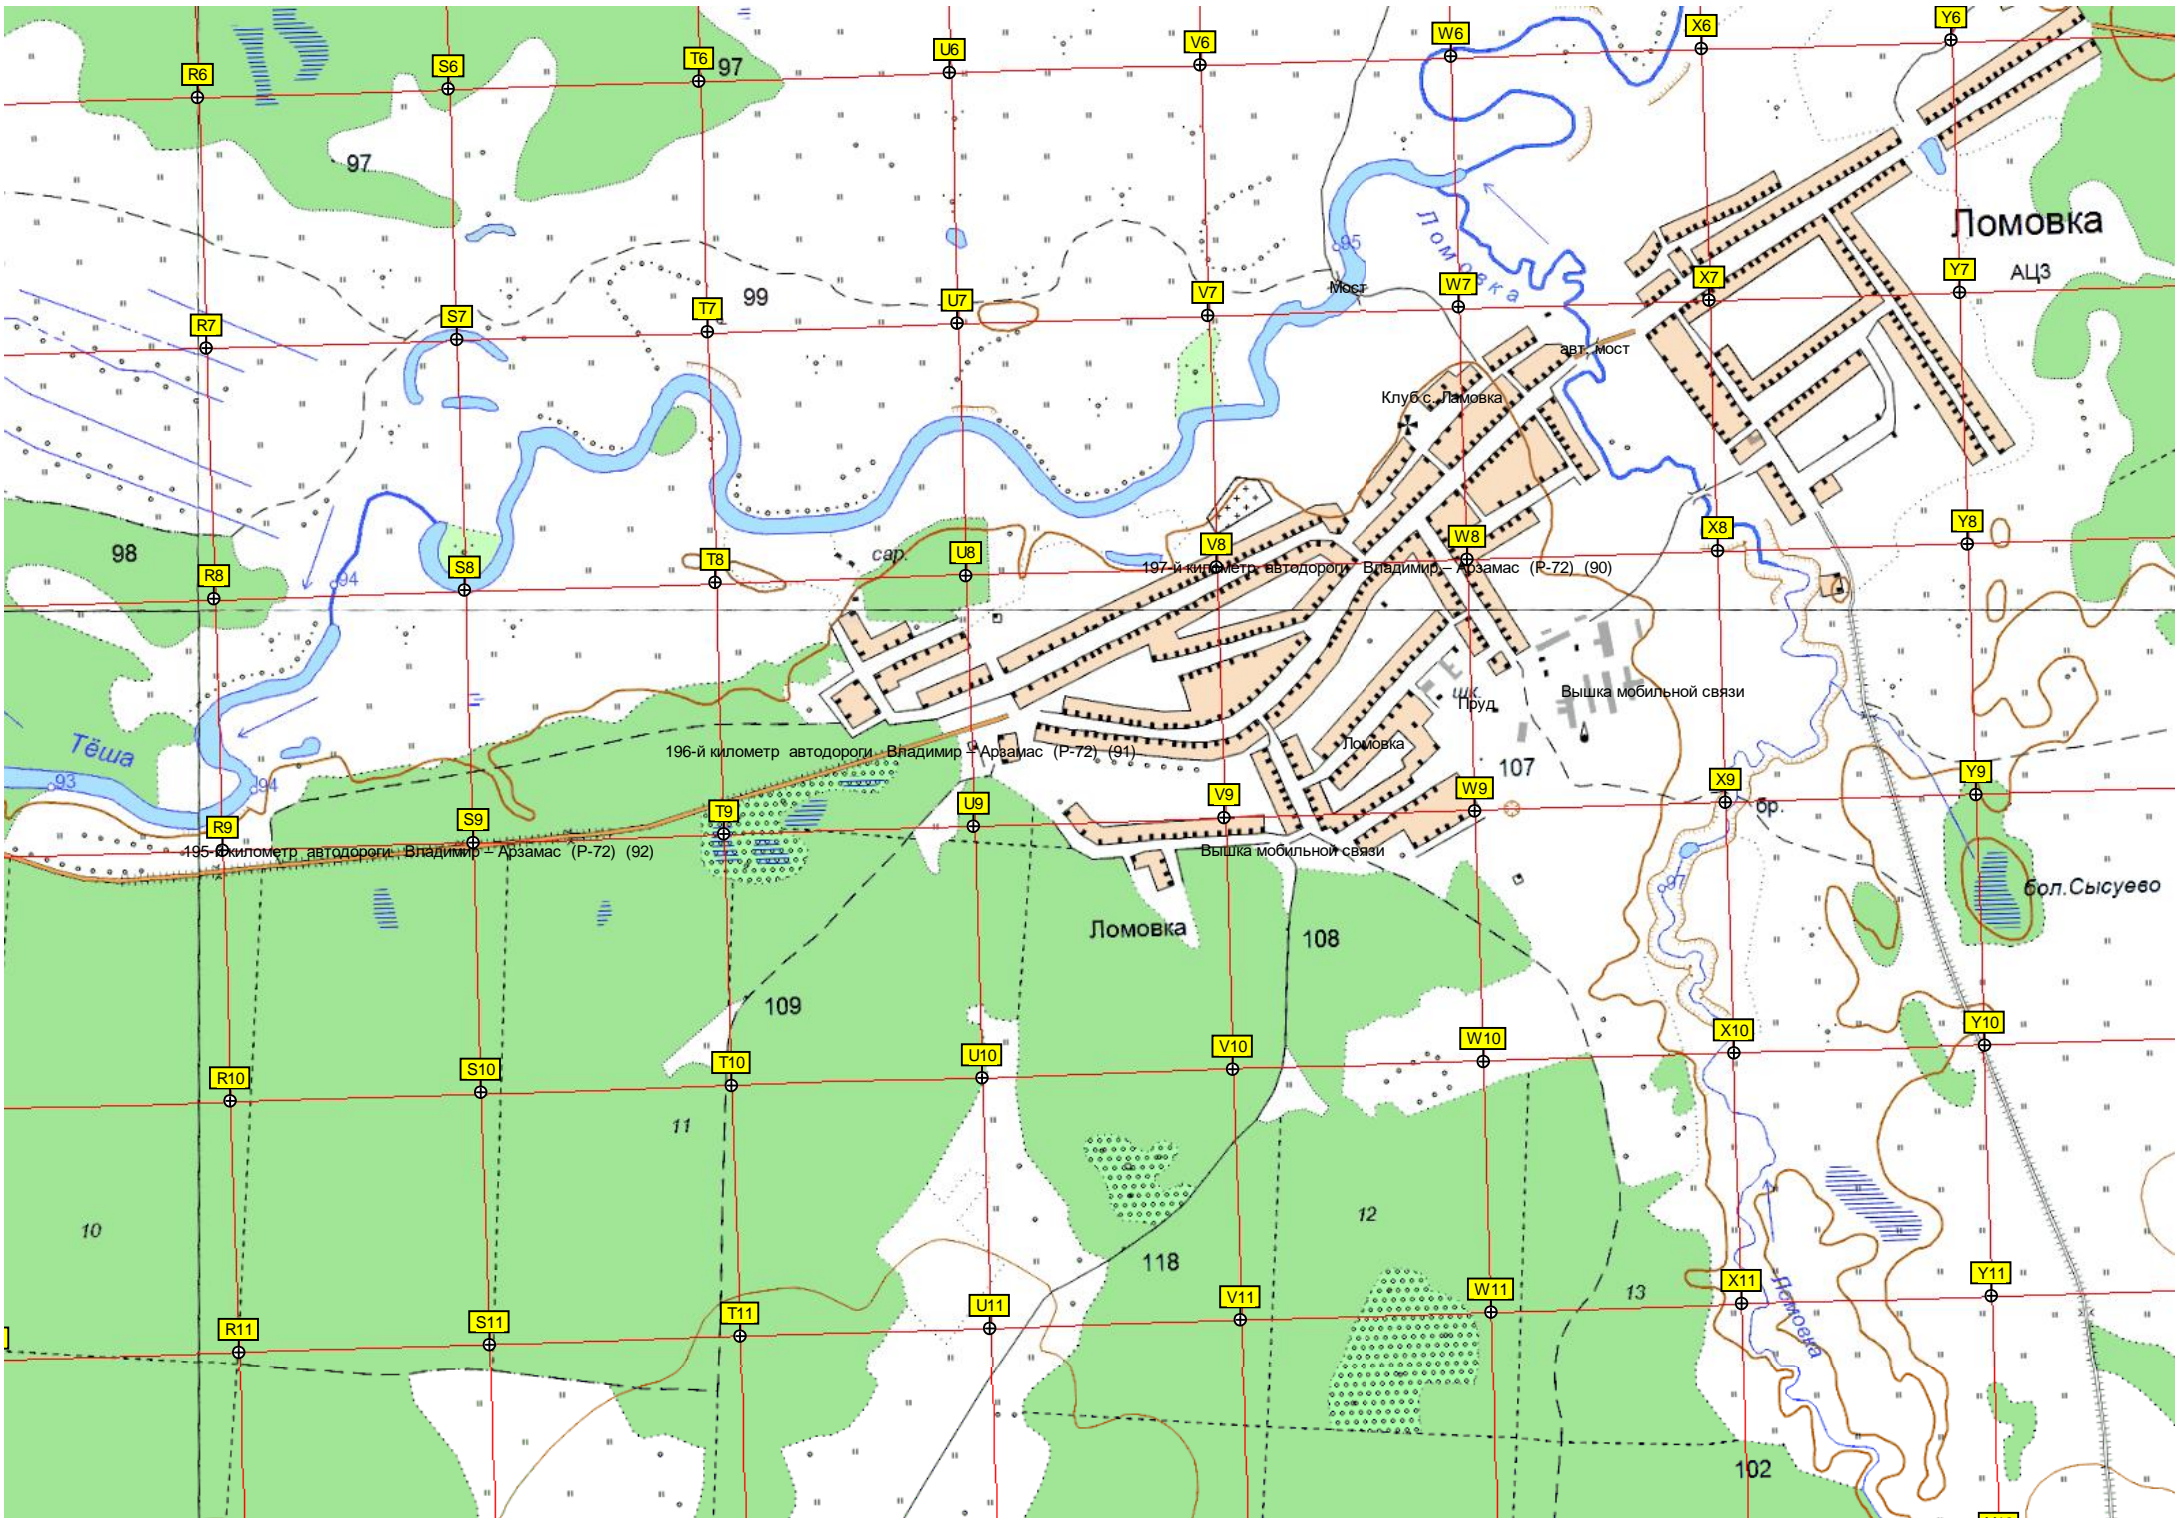 R6
S6
T6
U6
V6
W6
X6
Y6
97
97
Ломовка
АЦЗ
95
Ломовка
R7
S7
T7
99
U7
V7
Мост
W7
X7
Y7
авт. мост
Клуб с. Ламовка
98
R8
94
S8
T8
сар.
U8
V8
W8
X8
Y8
197-й километр автодороги Владимир – Арзамас (Р-72) (90)
Тёша
93
94
шк.
Пруд
Вышка мобильной связи
196-й километр автодороги Владимир – Арзамас (Р-72) (91)
Ломовка
107
R9
S9
T9
U9
V9
W9
X9
Y9
бр.
195-й километр автодороги Владимир – Арзамас (Р-72) (92)
Вышка мобильной связи
97
бол.Сысуево
Ломовка
108
109
R10
S10
T10
U10
V10
W10
X10
Y10
11
10
12
118
13
R11
S11
T11
U11
V11
W11
X11
Y11
Ломовка
102